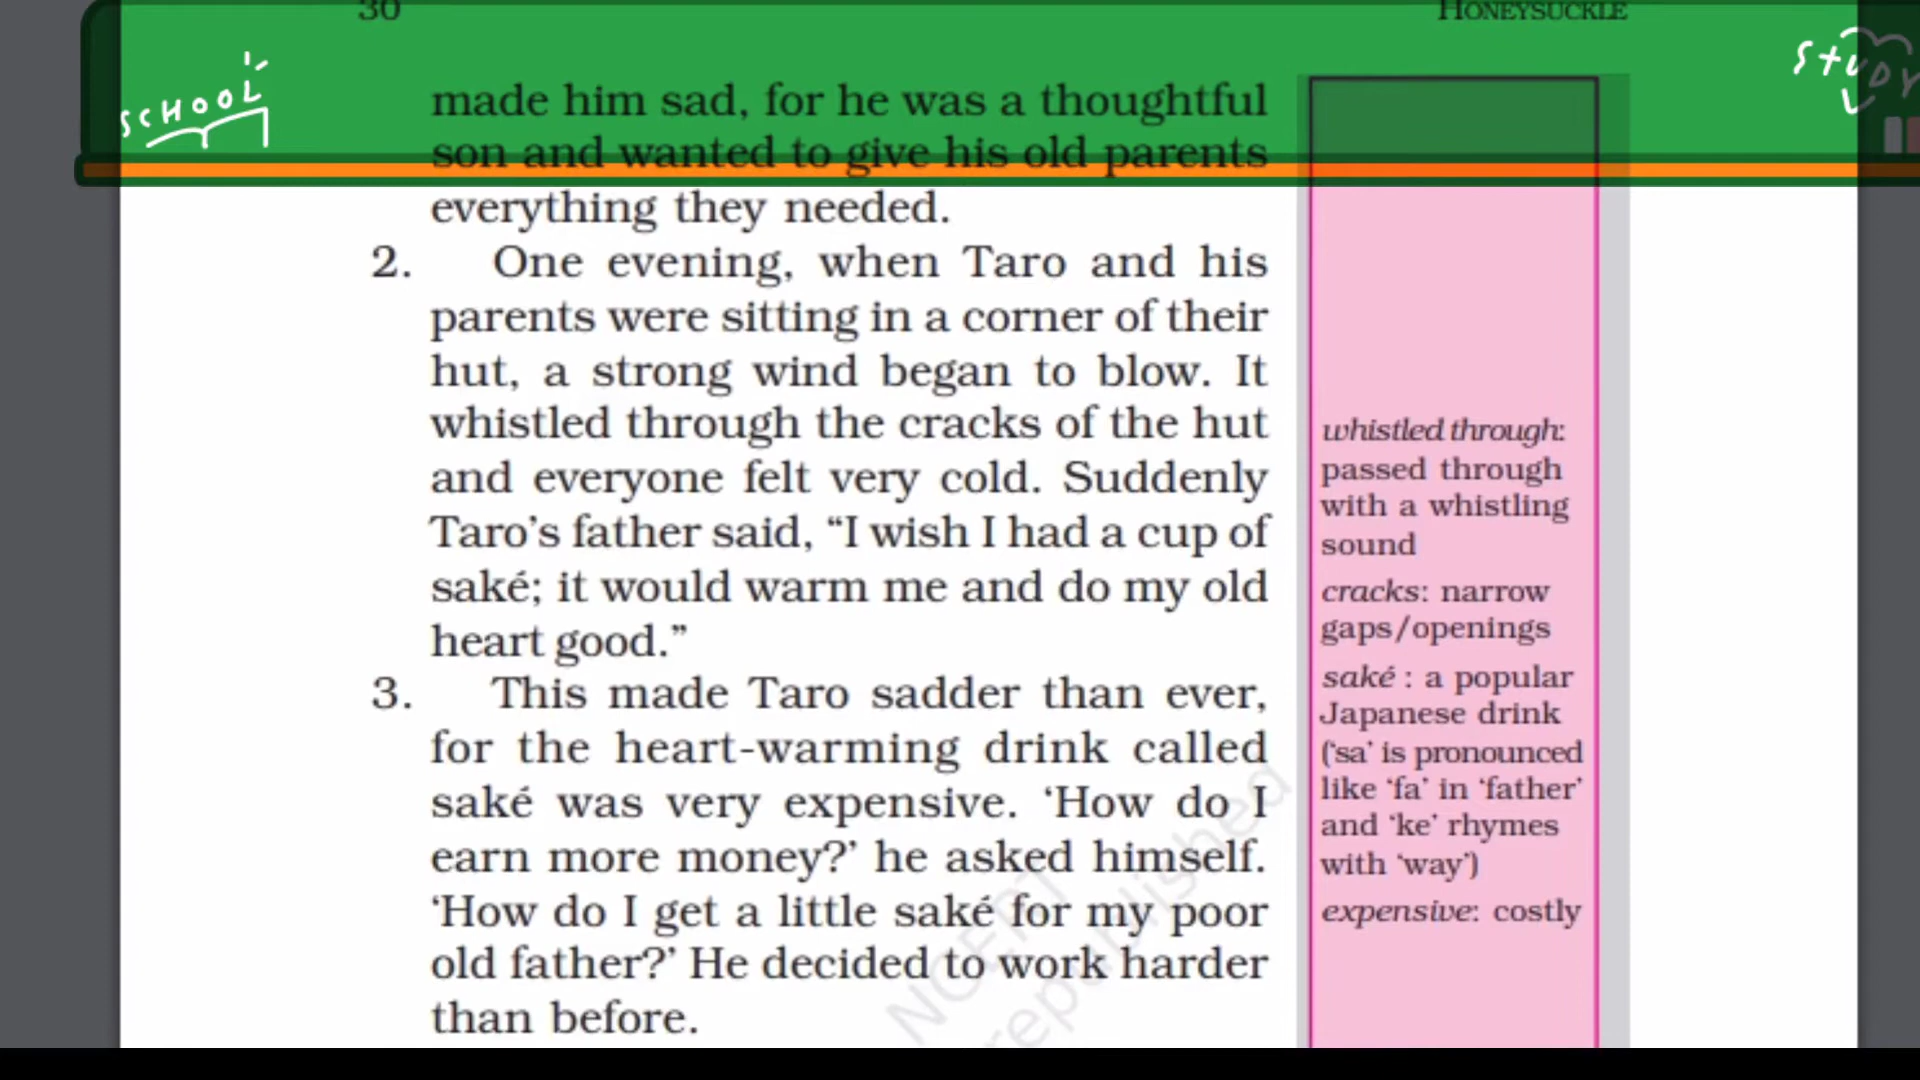 30
HONEYSUCKLE
SCHOOL
STUDY
made him sad, for he was a thoughtful
son and wanted to give his old parents
everything they needed.
2. One evening, when Taro and his
parents were sitting in a corner of their
hut, a strong wind began to blow. It
whistled through the cracks of the hut
and everyone felt very cold. Suddenly
Taro’s father said, “I wish I had a cup of
saké; it would warm me and do my old
heart good.”
3. This made Taro sadder than ever,
for the heart-warming drink called
saké was very expensive. ‘How do I
earn more money?’ he asked himself.
‘How do I get a little saké for my poor
old father?’ He decided to work harder
than before.
whistled through:
passed through
with a whistling
sound
cracks: narrow
gaps/openings
saké : a popular
Japanese drink
(‘sa’ is pronounced
like ‘fa’ in ‘father’
and ‘ke’ rhymes
with ‘way’)
expensive: costly
NCERT
republished